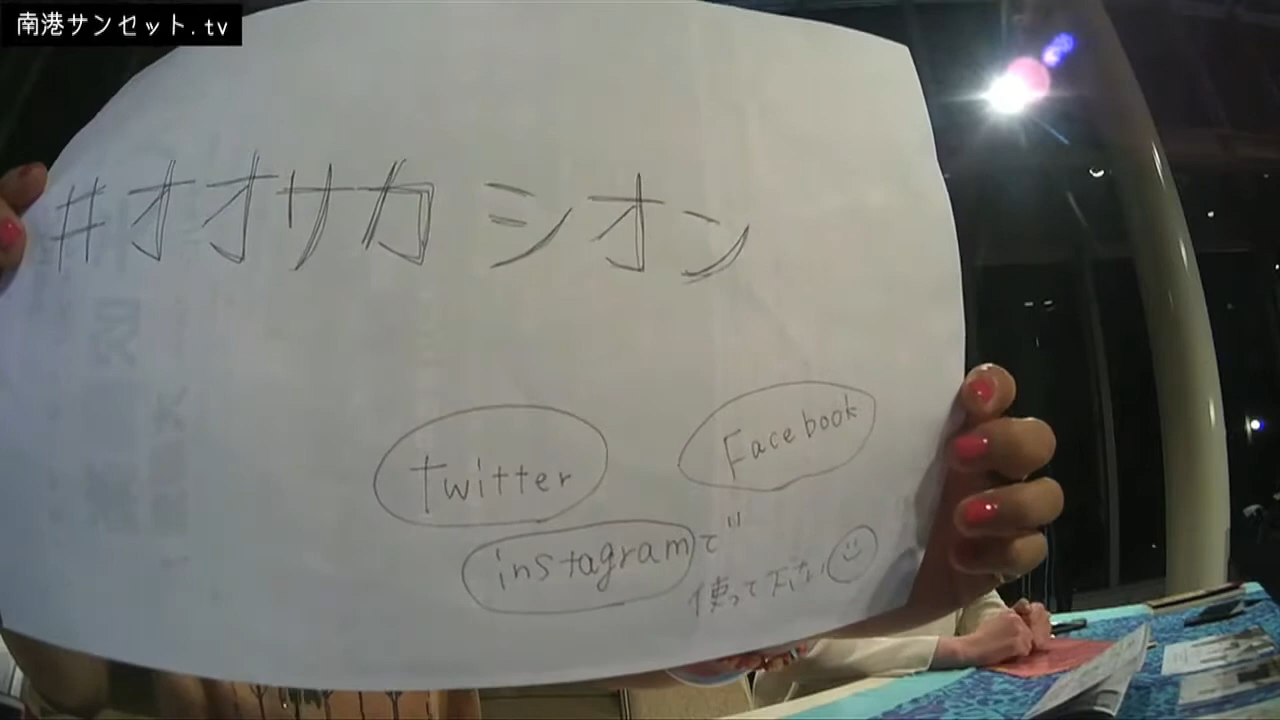 南港サンセット.tv
#オオサカ シオン
twitter
Facebook
instagramで
使って下さい